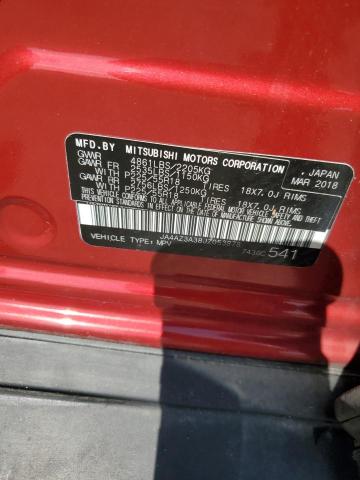 MFD.BY MITSUBISHI MOTORS CORPORATION , JAPAN
GVWR 4861LBS/2205KG MAR 2018
GAWR FR 2535LBS/1150KG
WITH P225/55R18 TIRES 18X7.0J RIMS
GAWR RR 2756LBS/1250KG
WITH P225/55R18 TIRES 18X7.0J RIMS
THIS VEHICLE CONFORMS TO ALL APPLICABLE FEDERAL
MOTOR VEHICLE SAFETY, BUMPER, AND THEFT
PREVENTION STANDARDS IN EFFECT ON THE DATE OF
MANUFACTURE SHOWN ABOVE.
VEHICLE TYPE: MPV 541